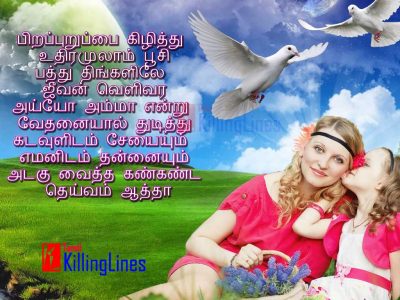 பிறப்புறுப்பை கிழித்து
உதிரமுலாம் பூசி
பத்து திங்களிலே
ஜீவன் வெளிவர
அய்யோ அம்மா என்று
வேதனையால் துடித்து
கடவுளிடம் சேயையும்
எமனிடம் தன்னையும்
அடகு வைத்த கண்கண்ட
தெய்வம் ஆத்தா
Tamil
KillingLines
KillingLines